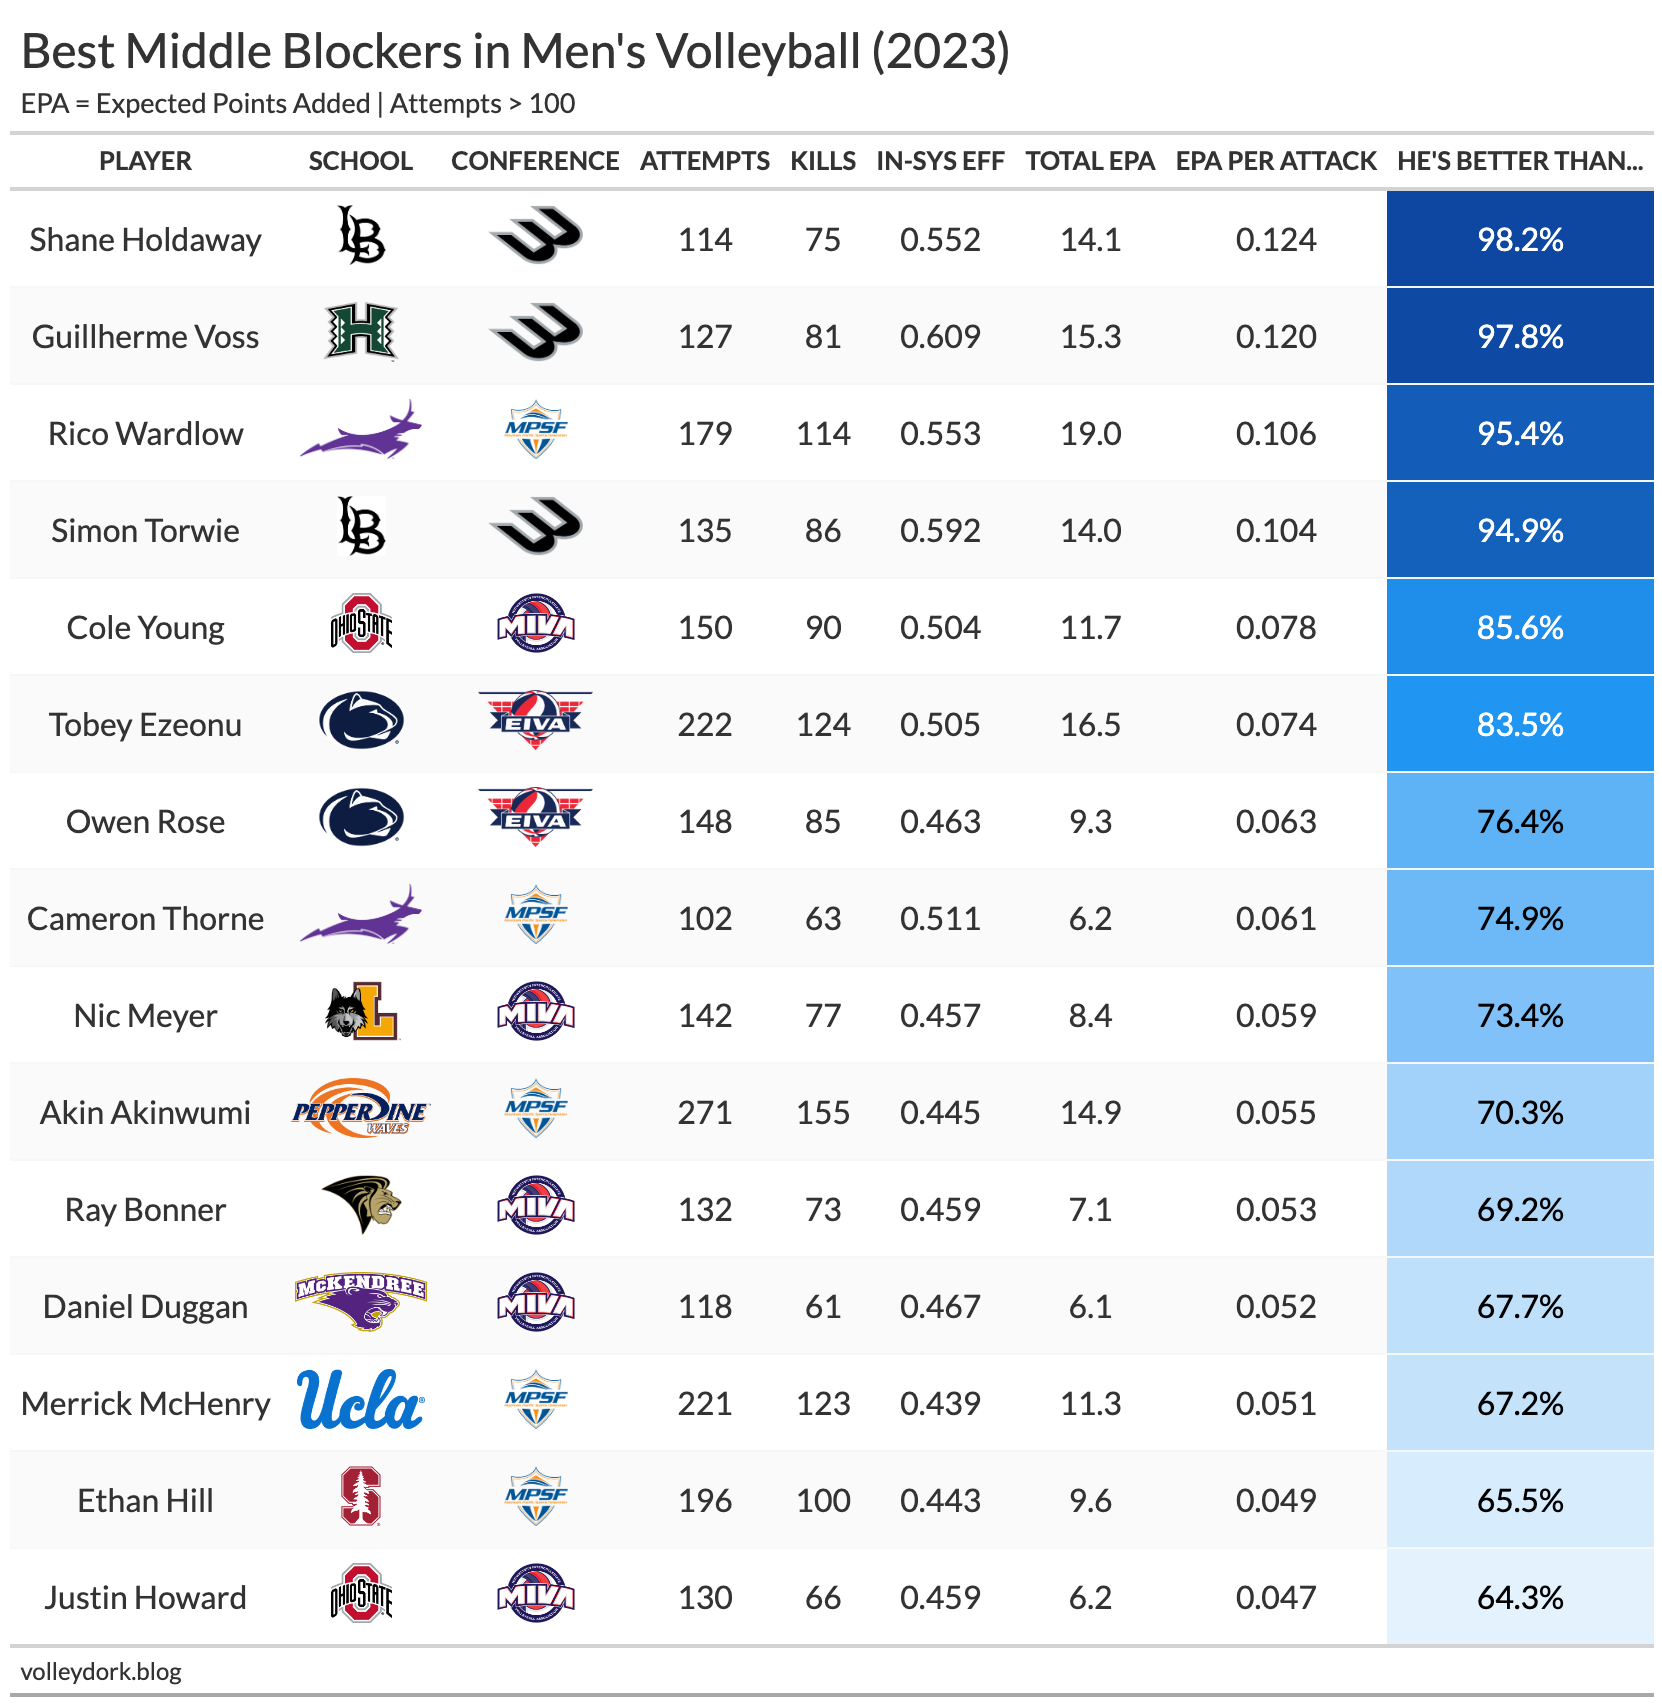 Best Middle Blockers in Men's Volleyball (2023)
EPA = Expected Points Added | Attempts > 100
PLAYER SCHOOL CONFERENCE ATTEMPTS KILLS IN-SYS EFF TOTAL EPA EPA PER ATTACK HE'S BETTER THAN...
Shane Holdaway LB 114 75 0.552 14.1 0.124 98.2%
Guillherme Voss H 127 81 0.609 15.3 0.120 97.8%
Rico Wardlow MPSF 179 114 0.553 19.0 0.106 95.4%
Simon Torwie LB 135 86 0.592 14.0 0.104 94.9%
Cole Young OHIO STATE MIVA 150 90 0.504 11.7 0.078 85.6%
Tobey Ezeonu EIVA 222 124 0.505 16.5 0.074 83.5%
Owen Rose EIVA 148 85 0.463 9.3 0.063 76.4%
Cameron Thorne MPSF 102 63 0.511 6.2 0.061 74.9%
Nic Meyer L MIVA 142 77 0.457 8.4 0.059 73.4%
Akin Akinwumi PEPPERDINE WAVES MPSF 271 155 0.445 14.9 0.055 70.3%
Ray Bonner MIVA 132 73 0.459 7.1 0.053 69.2%
Daniel Duggan McKENDREE MIVA 118 61 0.467 6.1 0.052 67.7%
Merrick McHenry Ucla MPSF 221 123 0.439 11.3 0.051 67.2%
Ethan Hill S MPSF 196 100 0.443 9.6 0.049 65.5%
Justin Howard OHIO STATE MIVA 130 66 0.459 6.2 0.047 64.3%
volleydork.blog